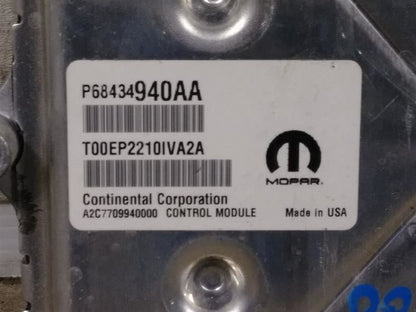 P68434940AA
T00EP2210IVA2A
MOPAR.
Continental Corporation
A2C7709940000 CONTROL MODULE Made in USA